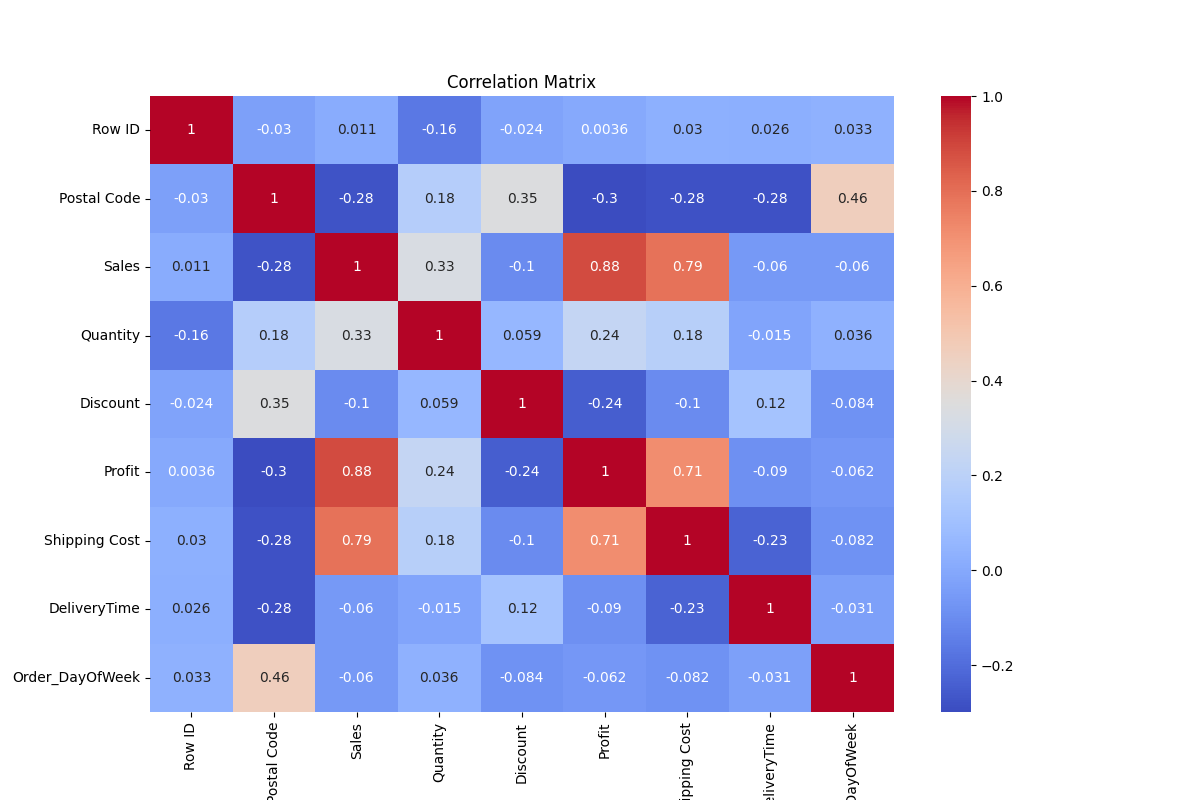 Correlation Matrix
Row ID 1 -0.03 0.011 -0.16 -0.024 0.0036 0.03 0.026 0.033
Postal Code -0.03 1 -0.28 0.18 0.35 -0.3 -0.28 -0.28 0.46
Sales 0.011 -0.28 1 0.33 -0.1 0.88 0.79 -0.06 -0.06
Quantity -0.16 0.18 0.33 1 0.059 0.24 0.18 -0.015 0.036
Discount -0.024 0.35 -0.1 0.059 1 -0.24 -0.1 0.12 -0.084
Profit 0.0036 -0.3 0.88 0.24 -0.24 1 0.71 -0.09 -0.062
Shipping Cost 0.03 -0.28 0.79 0.18 -0.1 0.71 1 -0.23 -0.082
DeliveryTime 0.026 -0.28 -0.06 -0.015 0.12 -0.09 -0.23 1 -0.031
Order_DayOfWeek 0.033 0.46 -0.06 0.036 -0.084 -0.062 -0.082 -0.031 1
Row ID
Postal Code
Sales
Quantity
Discount
Profit
ipping Cost
eliveryTime
DayOfWeek
1.0
0.8
0.6
0.4
0.2
0.0
−0.2